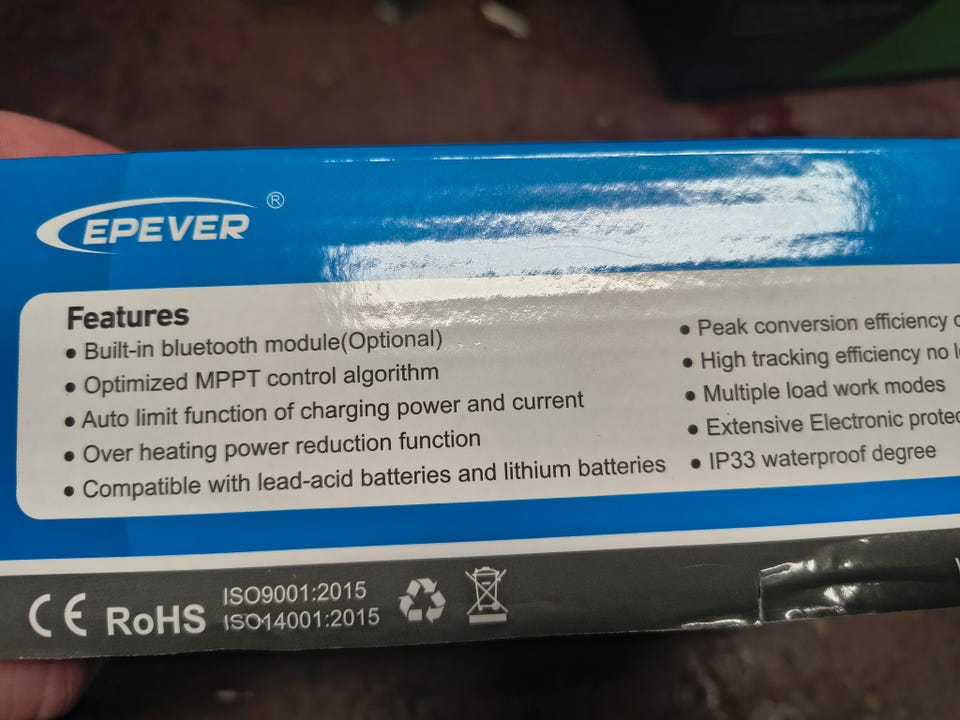 EPEVER ®
Features
• Built-in bluetooth module(Optional)
• Optimized MPPT control algorithm
• Auto limit function of charging power and current
• Over heating power reduction function
• Compatible with lead-acid batteries and lithium batteries
• Peak conversion efficiency
• High tracking efficiency no
• Multiple load work modes
• Extensive Electronic
• IP33 waterproof degree
CE RoHS
ISO9001:2015
ISO14001:2015